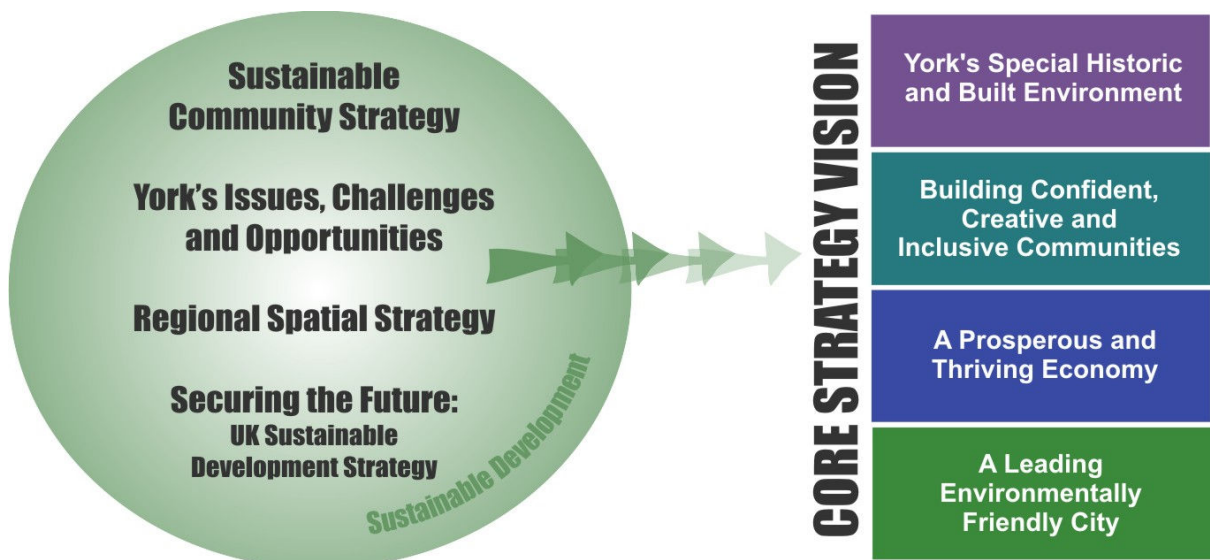 Sustainable
Community Strategy
York’s Issues, Challenges
and Opportunities
Regional Spatial Strategy
Securing the Future:
UK Sustainable
Development Strategy
Sustainable Development
CORE STRATEGY VISION
York's Special Historic
and Built Environment
Building Confident,
Creative and
Inclusive Communities
A Prosperous and
Thriving Economy
A Leading
Environmentally
Friendly City